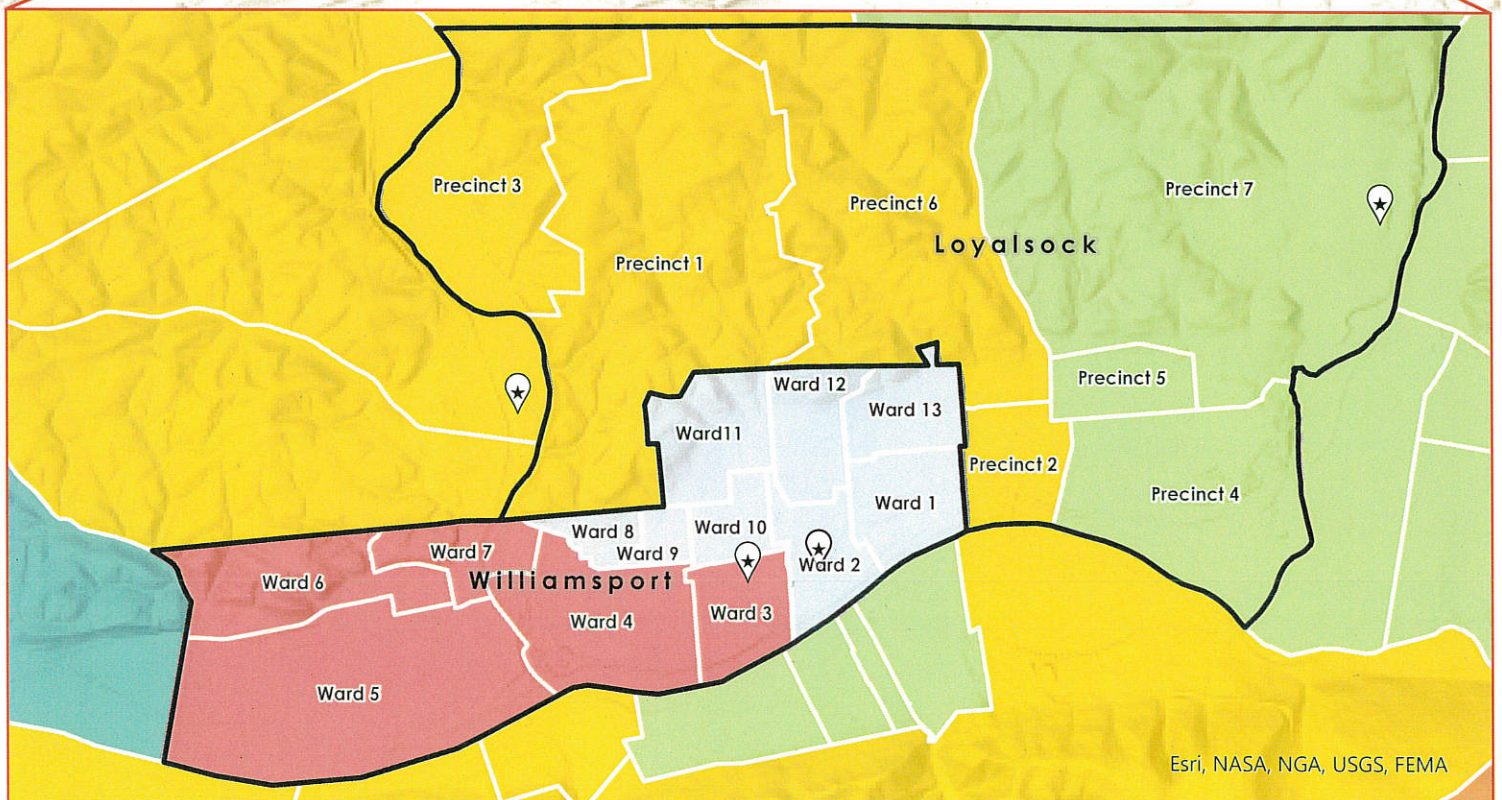 Precinct 3
Precinct 7
Precinct 6
Loyalsock
Precinct 1
Precinct 5
Ward 12
Ward 13
Ward11
Precinct 2
Precinct 4
Ward 1
Ward 10
Ward 8
Ward 9
Ward 7
Ward 2
Ward 6
Williamsport
Ward 3
Ward 4
Ward 5
Esri, NASA, NGA, USGS, FEMA